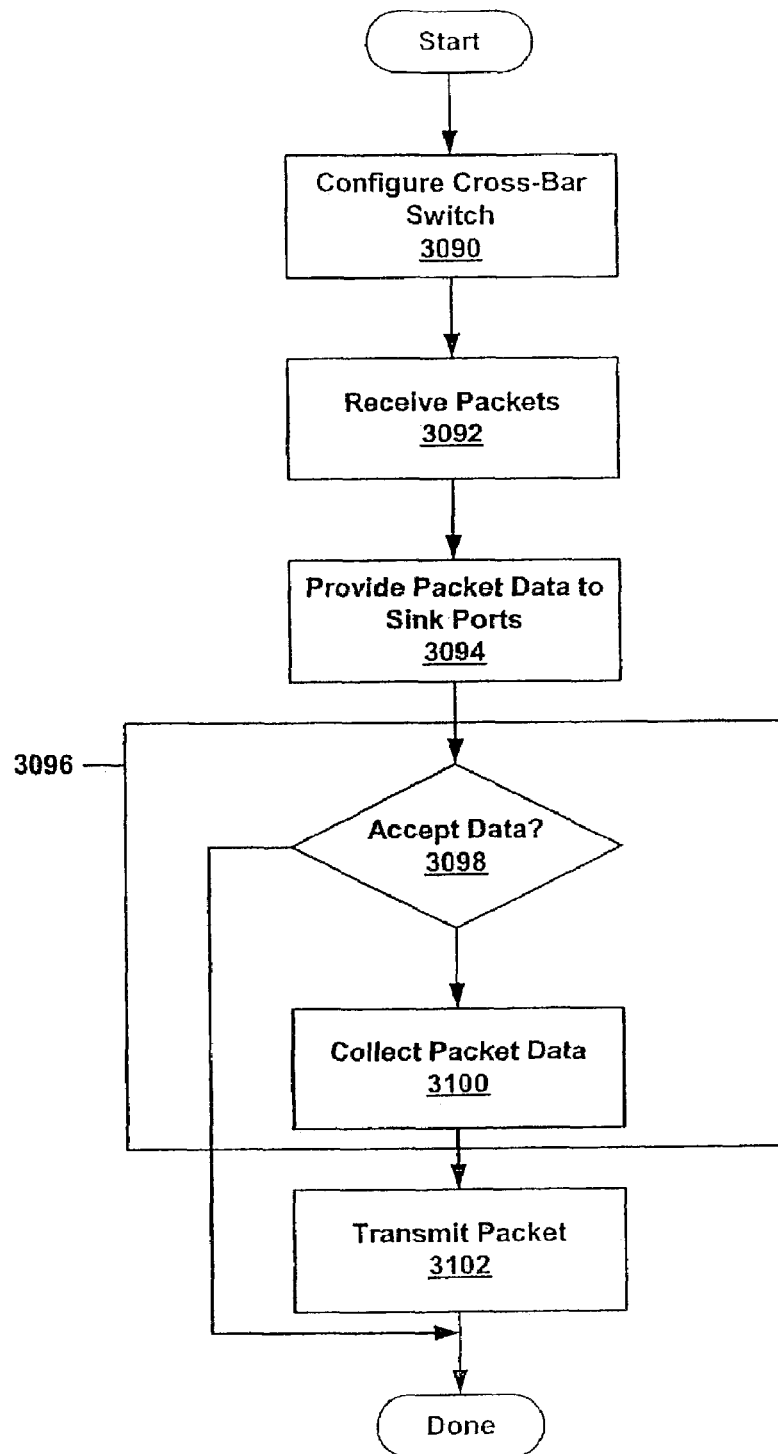 Start
Configure Cross-Bar
Switch
3090
Receive Packets
3092
Provide Packet Data to
Sink Ports
3094
3096
Accept Data?
3098
Collect Packet Data
3100
Transmit Packet
3102
Done